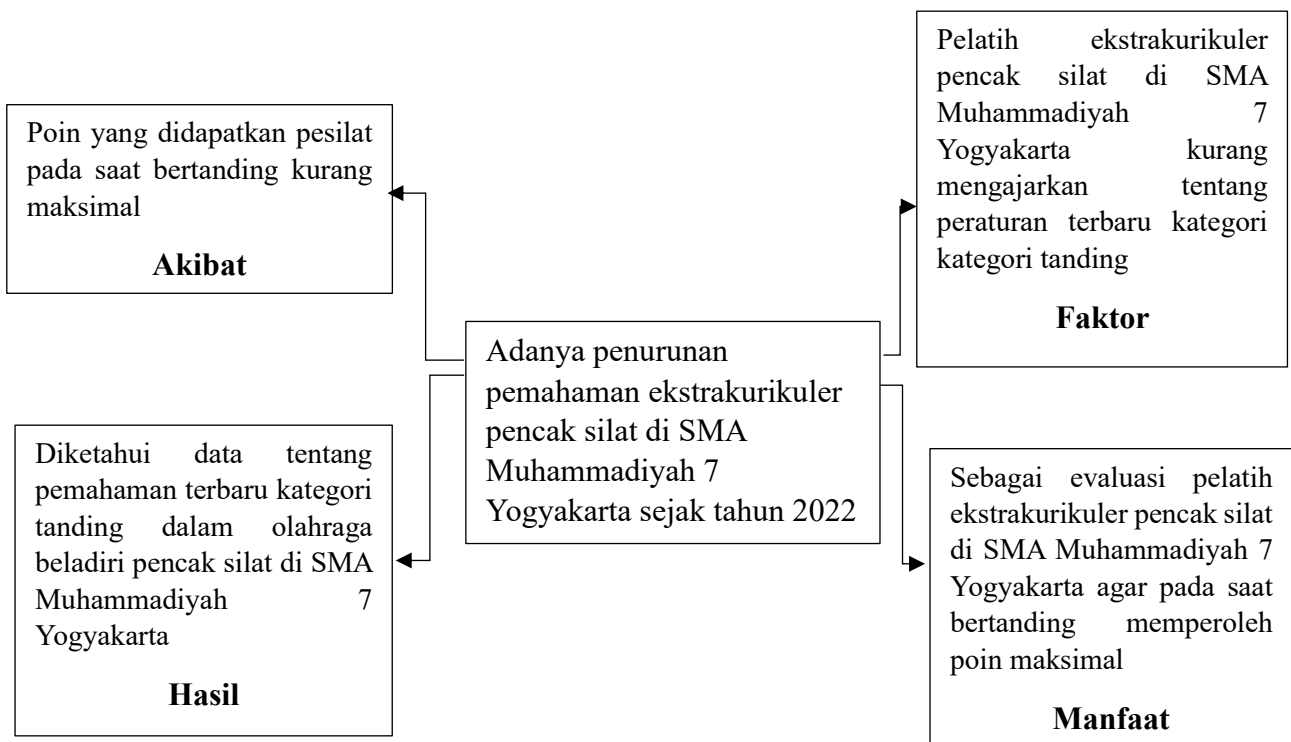 Poin yang didapatkan pesilat
pada saat bertanding kurang
maksimal
Akibat
Pelatih ekstrakurikuler
pencak silat di SMA
Muhammadiyah 7
Yogyakarta kurang
mengajarkan tentang
peraturan terbaru kategori
kategori tanding
Faktor
Adanya penurunan
pemahaman ekstrakurikuler
pencak silat di SMA
Muhammadiyah 7
Yogyakarta sejak tahun 2022
Diketahui data tentang
pemahaman terbaru kategori
tanding dalam olahraga
beladiri pencak silat di SMA
Muhammadiyah 7
Yogyakarta
Hasil
Sebagai evaluasi pelatih
ekstrakurikuler pencak silat
di SMA Muhammadiyah 7
Yogyakarta agar pada saat
bertanding memperoleh
poin maksimal
Manfaat